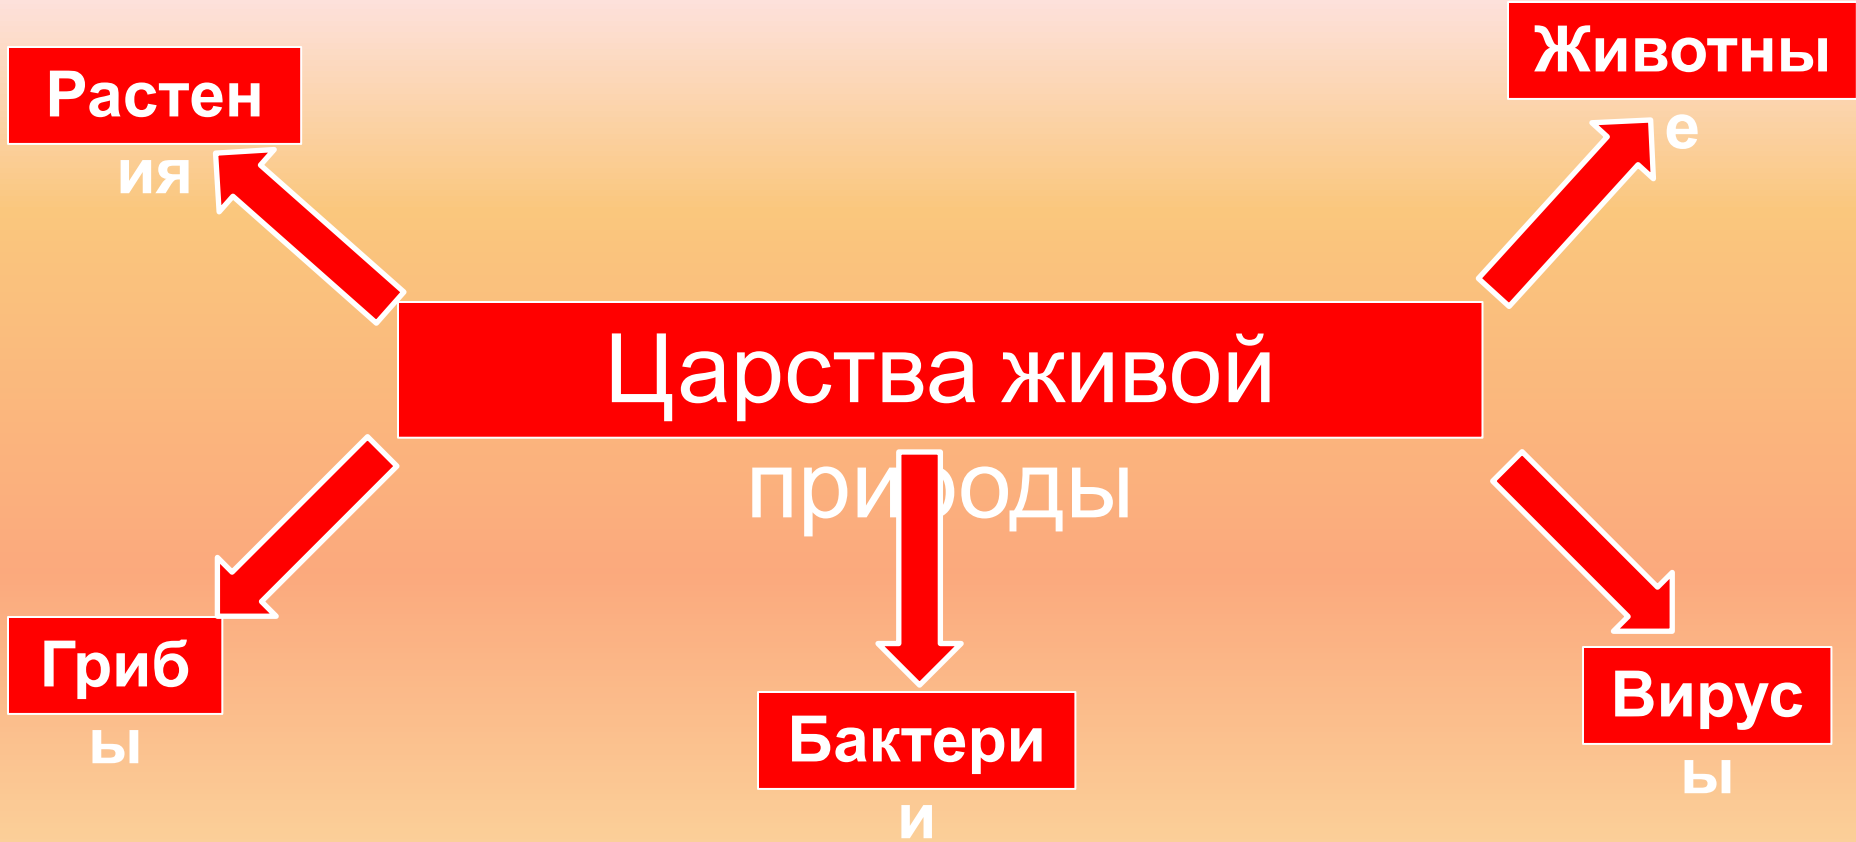 Растен
ия
Животны
е
Царства живой
природы
Гриб
ы
Бактери
и
Вирус
ы